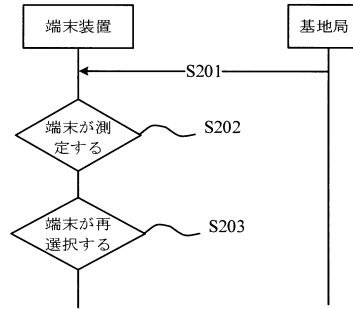 端末装置
基地局
S201
端末が測
定する
S202
端末が再
選択する
S203